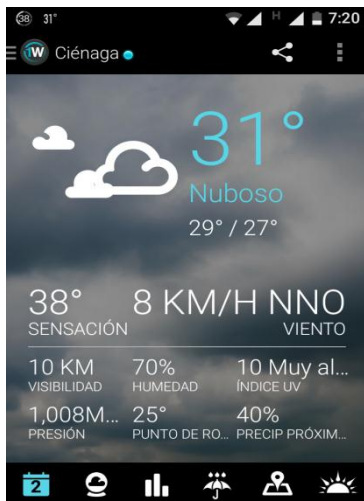 38 31° H 7:20
1W Ciénaga
31°
Nuboso
29° / 27°
38° 8 KM/H NNO
SENSACIÓN VIENTO
10 KM 70% 10 Muy al...
VISIBILIDAD HUMEDAD ÍNDICE UV
1,008M... 25° 40%
PRESIÓN PUNTO DE RO... PRECIP PRÓXIM...
2